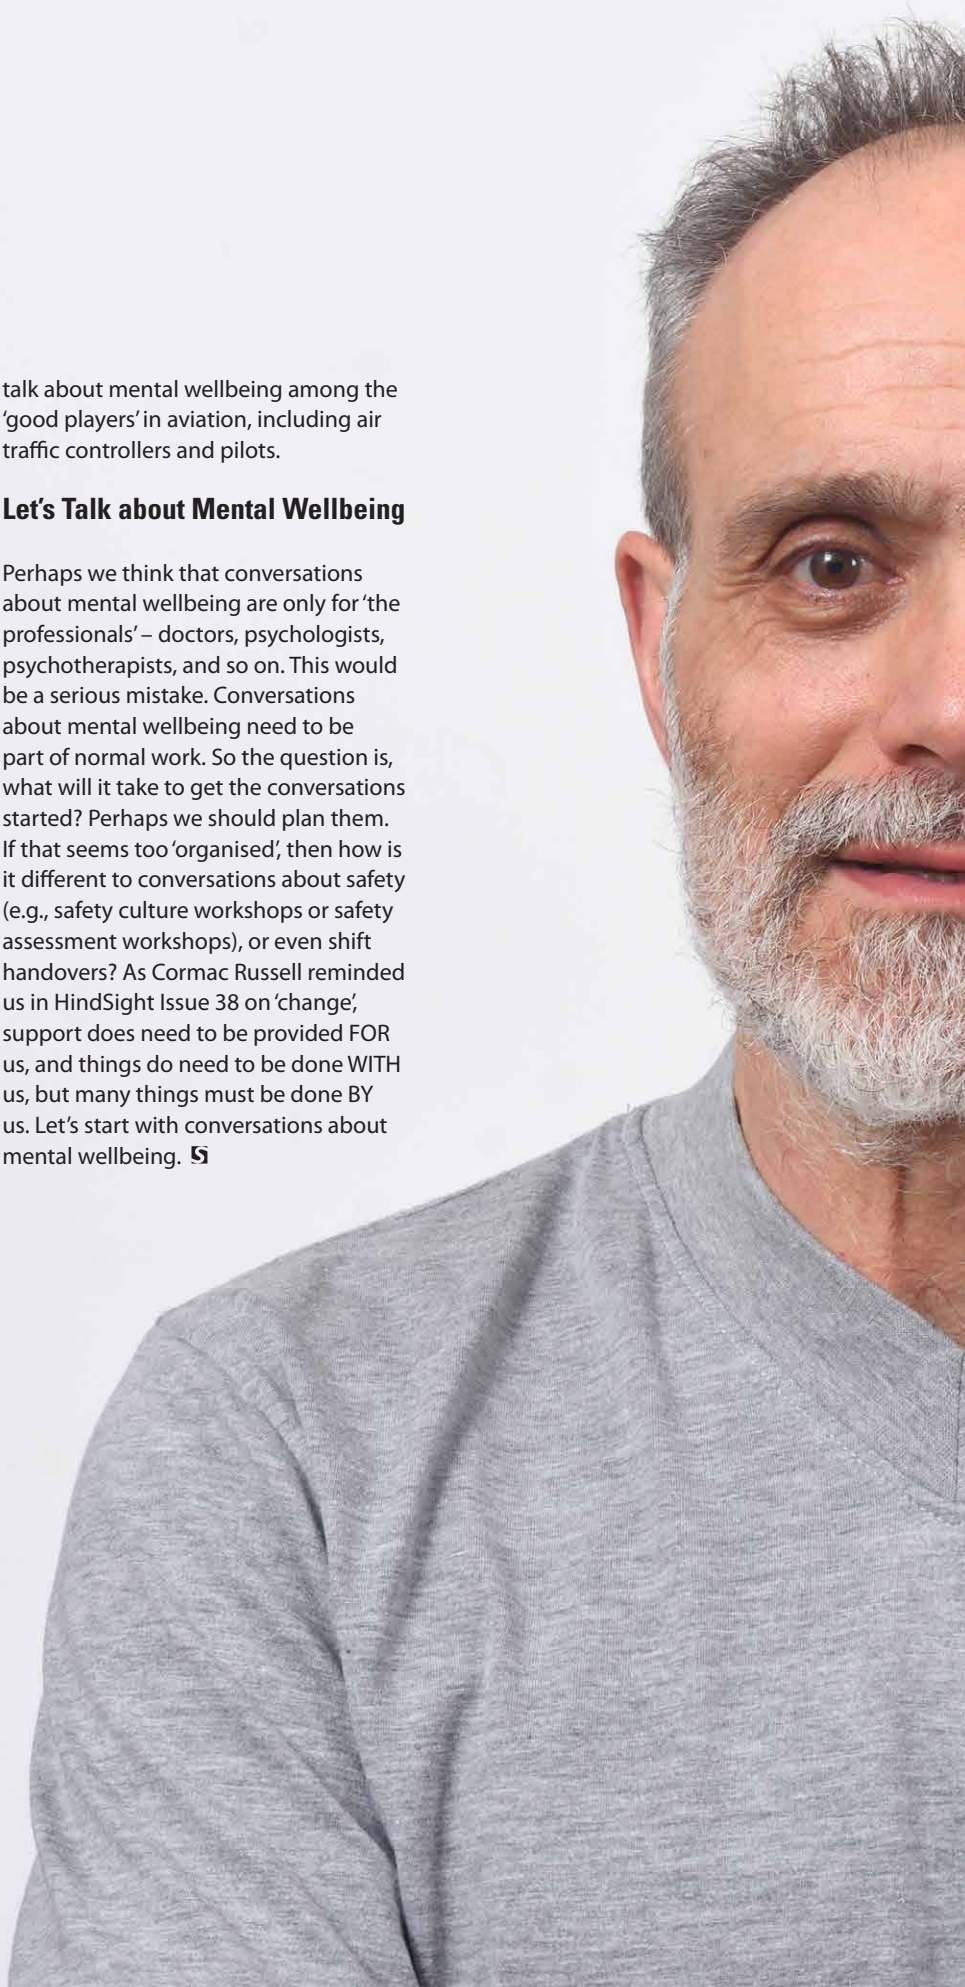 talk about mental wellbeing among the
‘good players’ in aviation, including air
traffic controllers and pilots.
Let’s Talk about Mental Wellbeing
Perhaps we think that conversations
about mental wellbeing are only for ‘the
professionals’ – doctors, psychologists,
psychotherapists, and so on. This would
be a serious mistake. Conversations
about mental wellbeing need to be
part of normal work. So the question is,
what will it take to get the conversations
started? Perhaps we should plan them.
If that seems too ‘organised’, then how is
it different to conversations about safety
(e.g., safety culture workshops or safety
assessment workshops), or even shift
handovers? As Cormac Russell reminded
us in HindSight Issue 38 on ‘change’,
support does need to be provided FOR
us, and things do need to be done WITH
us, but many things must be done BY
us. Let’s start with conversations about
mental wellbeing.